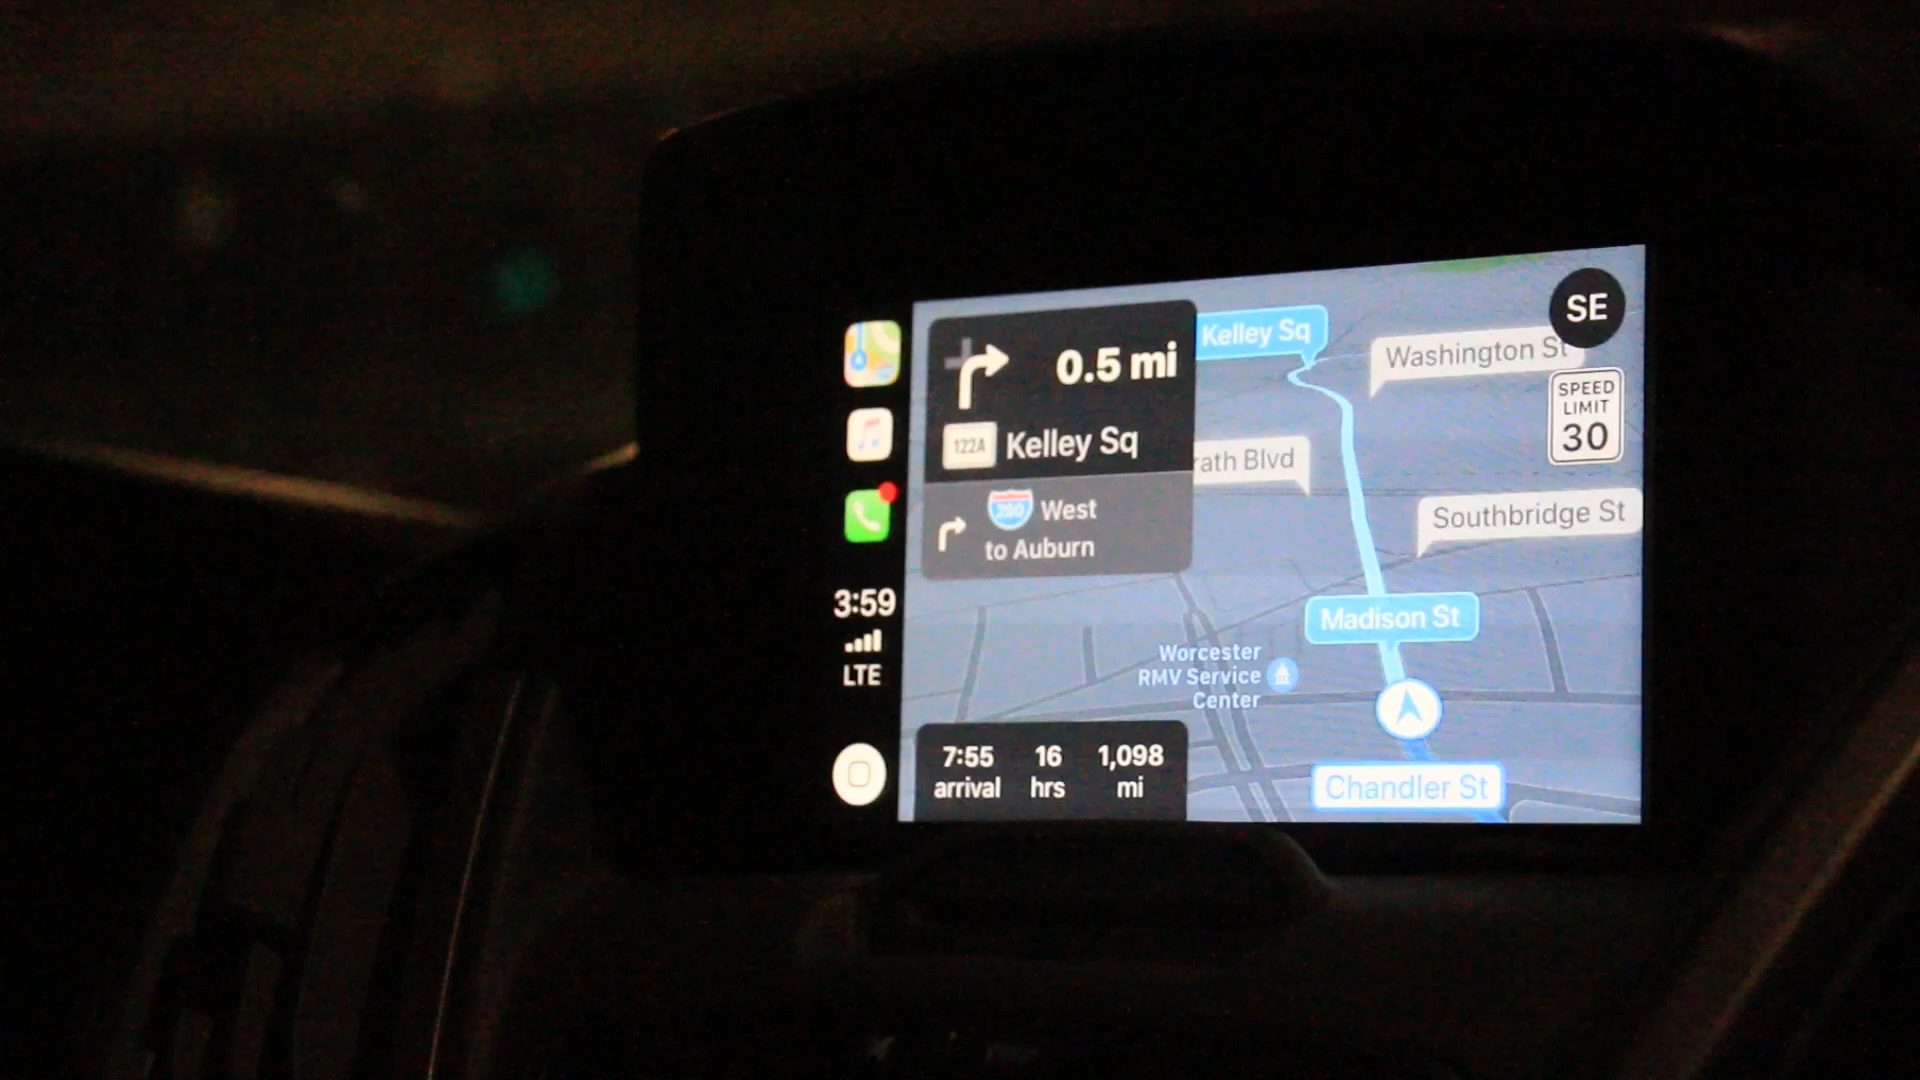 0.5 mi
122A Kelley Sq
290 West
to Auburn
3:59
LTE
Kelley Sq
Washington St
SE
SPEED
LIMIT
30
rath Blvd
Southbridge St
Madison St
Worcester
RMV Service
Center
Chandler St
7:55 16 1,098
arrival hrs mi